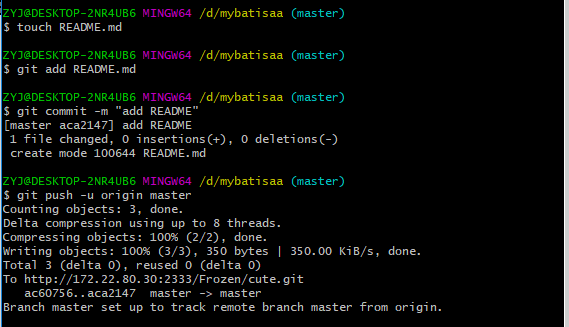 ZYJ@DESKTOP-2NR4UB6 MINGW64 /d/mybatisaa (master)
$ touch README.md
ZYJ@DESKTOP-2NR4UB6 MINGW64 /d/mybatisaa (master)
$ git add README.md
ZYJ@DESKTOP-2NR4UB6 MINGW64 /d/mybatisaa (master)
$ git commit -m "add README"
[master aca2147] add README
 1 file changed, 0 insertions(+), 0 deletions(-)
 create mode 100644 README.md
ZYJ@DESKTOP-2NR4UB6 MINGW64 /d/mybatisaa (master)
$ git push -u origin master
Counting objects: 3, done.
Delta compression using up to 8 threads.
Compressing objects: 100% (2/2), done.
Writing objects: 100% (3/3), 350 bytes | 350.00 KiB/s, done.
Total 3 (delta 0), reused 0 (delta 0)
To http://172.22.80.30:2333/Frozen/cute.git
   ac60756..aca2147  master -> master
Branch master set up to track remote branch master from origin.